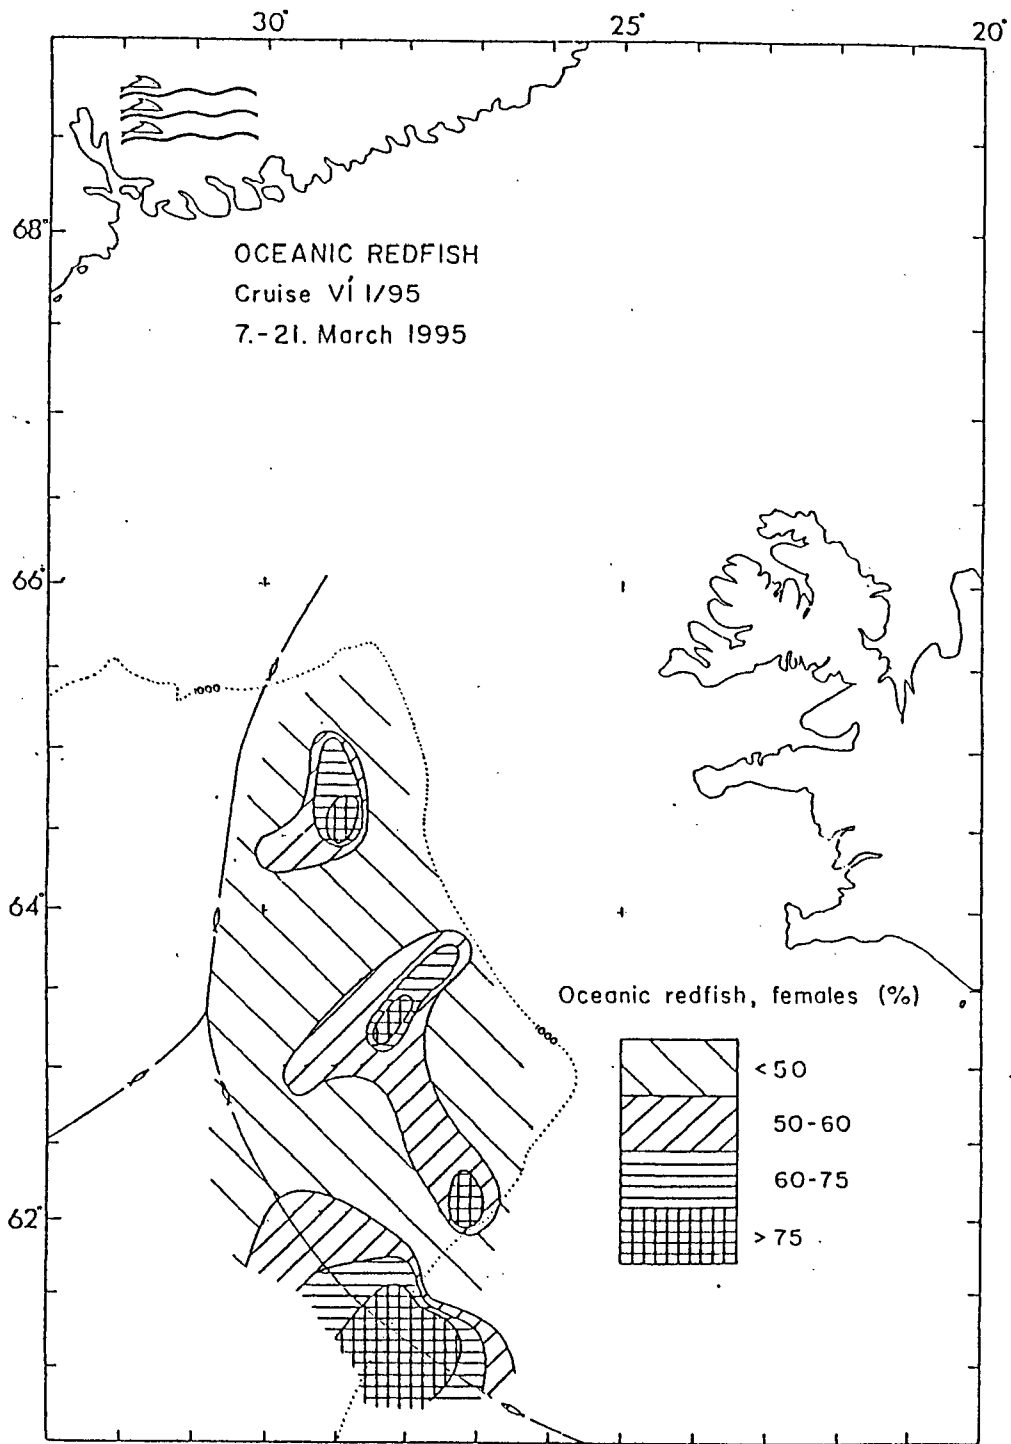 30° 25° 20°
68°
OCEANIC REDFISH
Cruise VÍ 1/95
7.-21. March 1995
66°
1000
64°
Oceanic redfish, females (%)
1000
<50
50-60
60-75
62°
>75